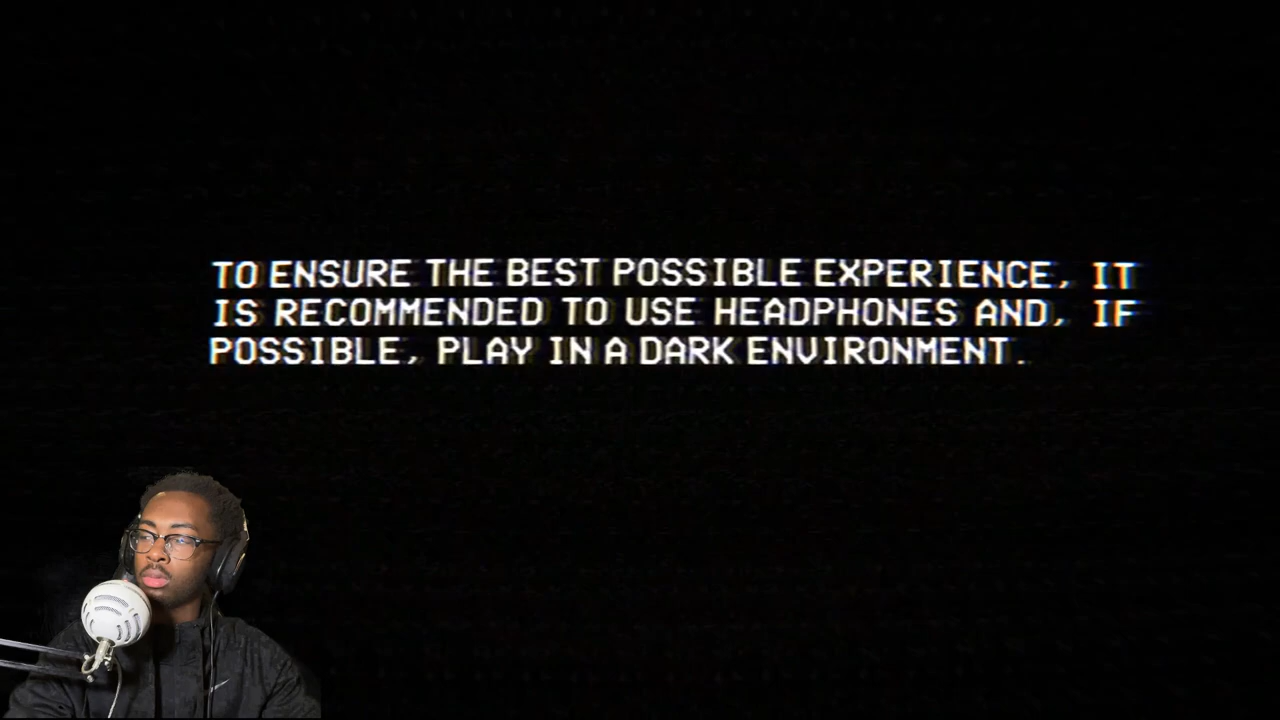 TO ENSURE THE BEST POSSIBLE EXPERIENCE, IT
IS RECOMMENDED TO USE HEADPHONES AND, IF
POSSIBLE, PLAY IN A DARK ENVIRONMENT.